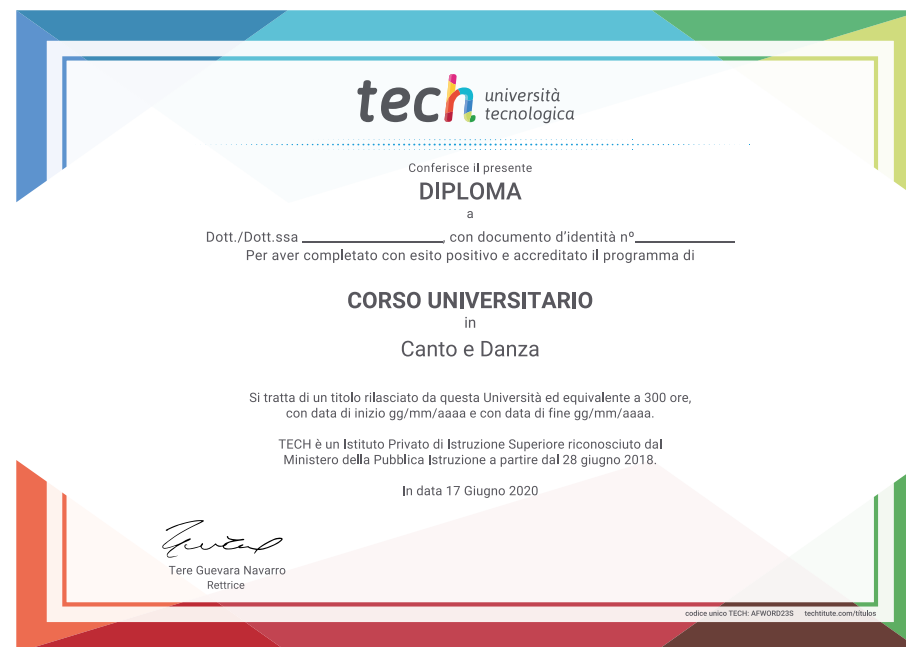 tech università
tecnologica
Conferisce il presente
DIPLOMA
a
Dott./Dott.ssa ____________________, con documento d'identità nº______________
Per aver completato con esito positivo e accreditato il programma di
CORSO UNIVERSITARIO
in
Canto e Danza
Si tratta di un titolo rilasciato da questa Università ed equivalente a 300 ore,
con data di inizio gg/mm/aaaa e con data di fine gg/mm/aaaa.
TECH è un Istituto Privato di Istruzione Superiore riconosciuto dal
Ministero della Pubblica Istruzione a partire dal 28 giugno 2018.
In data 17 Giugno 2020
Tere Guevara Navarro
Rettrice
codice unico TECH: AFWORD23S techtitute.com/titulos